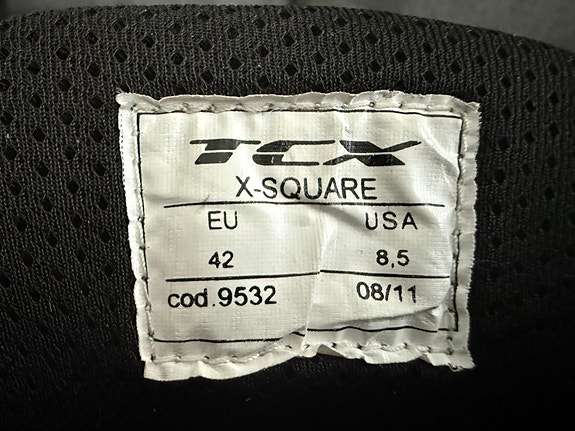 TCX
X-SQUARE
EU USA
42 8,5
cod.9532 08/11